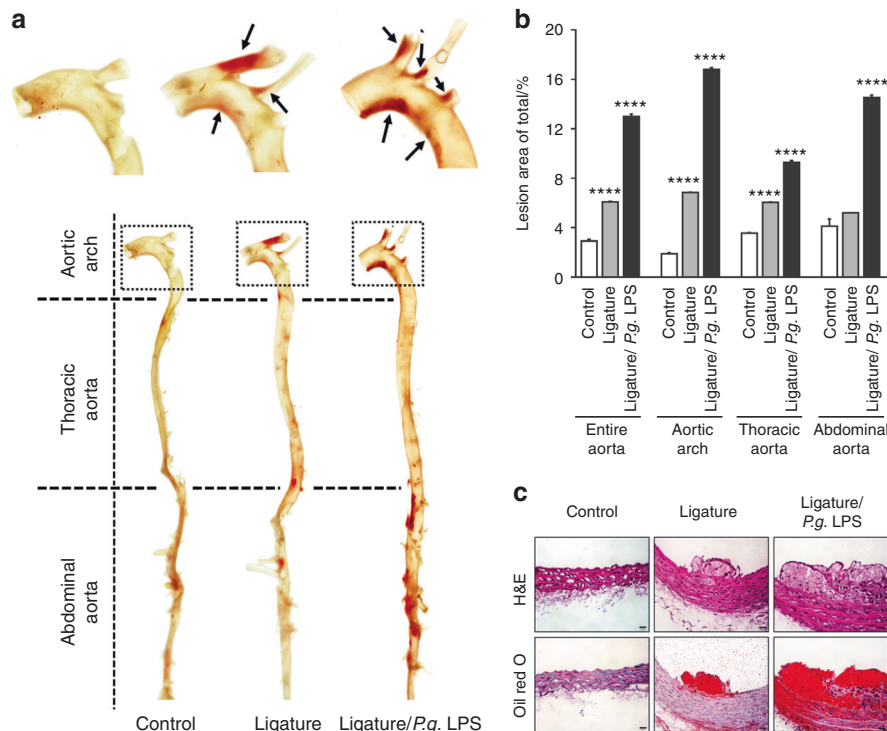 a
Aortic
arch
Thoracic
aorta
Abdominal
aorta
Control
Ligature
Ligature/P.g. LPS
b
Lesion area of total/%
20
16
12
8
4
0
****
****
****
****
****
****
****
Control
Ligature
Ligature/ P.g. LPS
Control
Ligature
Ligature/ P.g. LPS
Control
Ligature
Ligature/ P.g. LPS
Control
Ligature
Ligature/ P.g. LPS
Entire
aorta
Aortic
arch
Thoracic
aorta
Abdominal
aorta
c
Control
Ligature
Ligature/
P.g. LPS
H&E
Oil red O